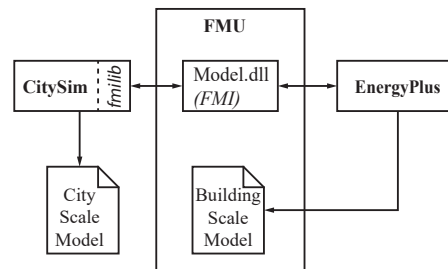 FMU
CitySim
fmilib
Model.dll
(FMI)
EnergyPlus
City
Scale
Model
Building
Scale
Model